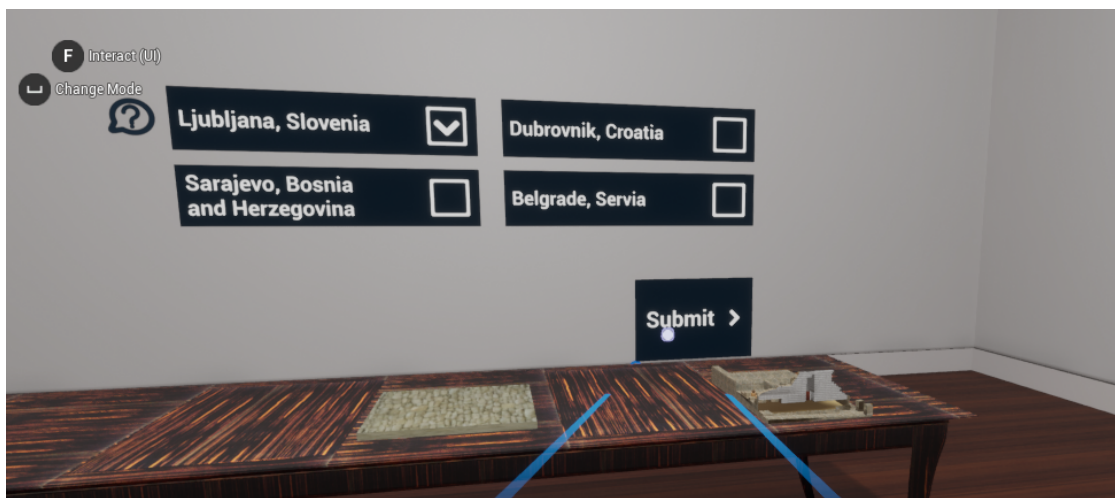 F Interact (UI)
Change Mode
?
Ljubljana, Slovenia
Dubrovnik, Croatia
Sarajevo, Bosnia
and Herzegovina
Belgrade, Servia
Submit >